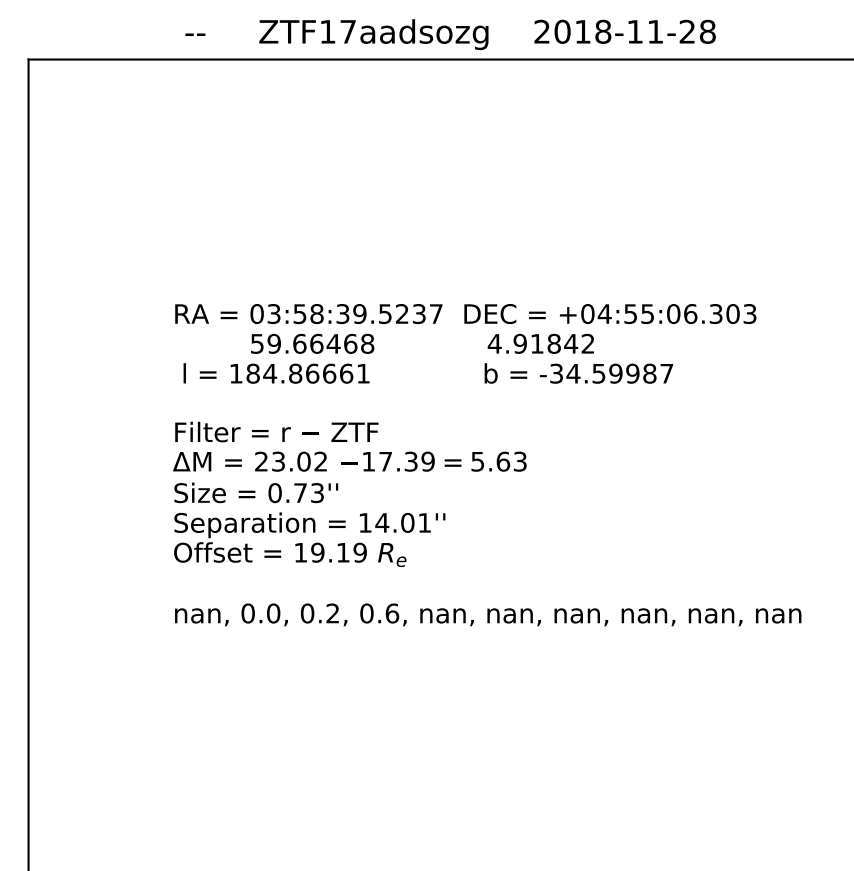 -- ZTF17aadsozg 2018-11-28
RA = 03:58:39.5237 DEC = +04:55:06.303
59.66468 4.91842
l = 184.86661 b = -34.59987
Filter = r − ZTF
ΔM = 23.02 −17.39 = 5.63
Size = 0.73''
Separation = 14.01''
Offset = 19.19 Rₑ
nan, 0.0, 0.2, 0.6, nan, nan, nan, nan, nan, nan